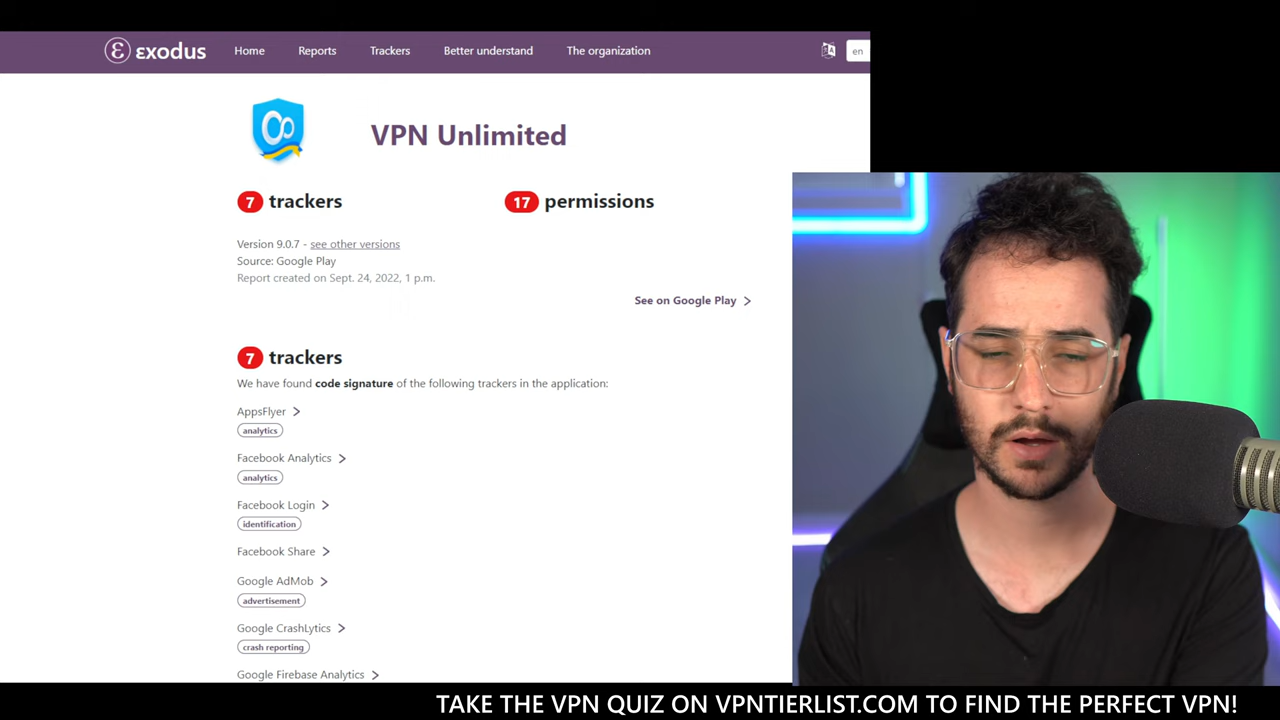 εxodus
Home
Reports
Trackers
Better understand
The organization
en
VPN Unlimited
7 trackers
17 permissions
Version 9.0.7 - see other versions
Source: Google Play
Report created on Sept. 24, 2022, 1 p.m.
See on Google Play
7 trackers
We have found code signature of the following trackers in the application:
AppsFlyer
analytics
Facebook Analytics
analytics
Facebook Login
identification
Facebook Share
Google AdMob
advertisement
Google CrashLytics
crash reporting
Google Firebase Analytics
TAKE THE VPN QUIZ ON VPNTIERLIST.COM TO FIND THE PERFECT VPN!